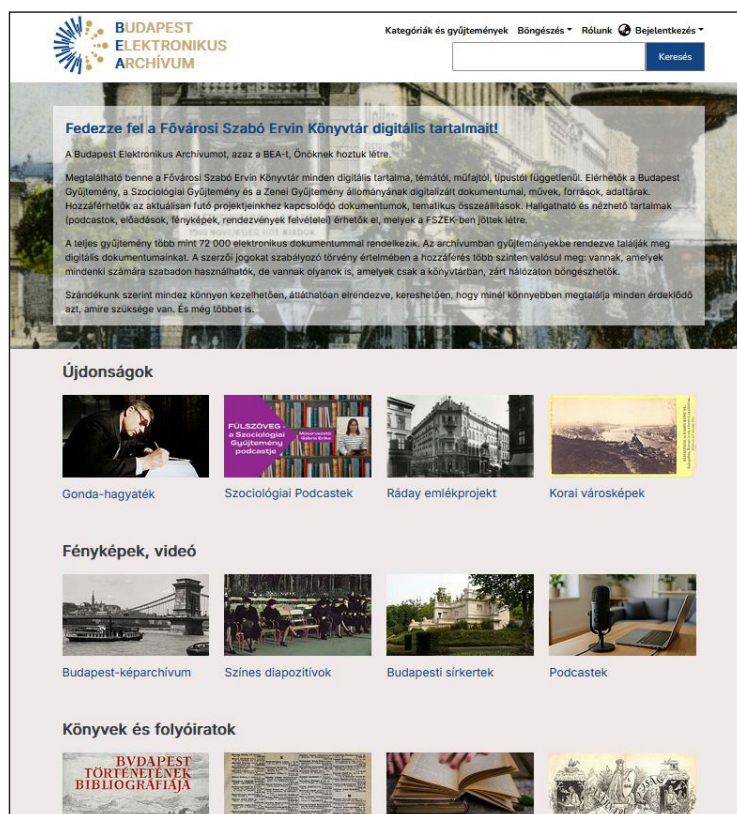 BUDAPEST
ELEKTRONIKUS
ARCHÍVUM
Kategóriák és gyűjtemények Böngészés Rólunk Bejelentkezés
Keresés
Fedezze fel a Fővárosi Szabó Ervin Könyvtár digitális tartalmait!
A Budapest Elektronikus Archívumot, azaz a BEA-t, Önöknek hoztuk létre.
Megtalálható benne a Fővárosi Szabó Ervin Könyvtár minden digitális tartalma, témától, műfajtól, típustól függetlenül. Elérhetők a Budapest
Gyűjtemény, a Szociológiai Gyűjtemény és a Zenei Gyűjtemény állományának digitalizált dokumentumai, művek, források, adattárak.
Hozzáférhetők az aktuálisan futó projektjeinkhez kapcsolódó dokumentumok, tematikus összeállítások. Hallgatható és nézhető tartalmak
(podcastok, előadások, fényképek, rendezvények felvételei) érhetők el, melyek a FSZEK-ben jöttek létre.
A teljes gyűjtemény több mint 72 000 elektronikus dokumentummal rendelkezik. Az archívumban gyűjteményekbe rendezve találják meg
digitális dokumentumainkat. A szerzői jogokat szabályozó törvény értelmében a hozzáférés több szinten valósul meg: vannak, amelyek
mindenki számára szabadon használhatók, de vannak olyanok is, amelyek csak a könyvtárban, zárt hálózaton böngészhetők.
Szándékunk szerint mindez könnyen kezelhetően, átláthatóan elrendezve, kereshetően, hogy minél könnyebben megtalálja minden érdeklődő
azt, amire szüksége van. És még többet is.
Újdonságok
FÜLSZÖVEG -
a Szociológiai
Gyűjtemény
podcastje
Gonda-hagyaték
Szociológiai Podcastek
Ráday emlékprojekt
Korai városképek
Fényképek, videó
Budapest-képarchívum
Színes diapozitívok
Budapesti sírkertek
Podcastek
Könyvek és folyóiratok
BVDAPEST
TÖRTÉNETÉNEK
BIBLIOGRÁFIÁJA